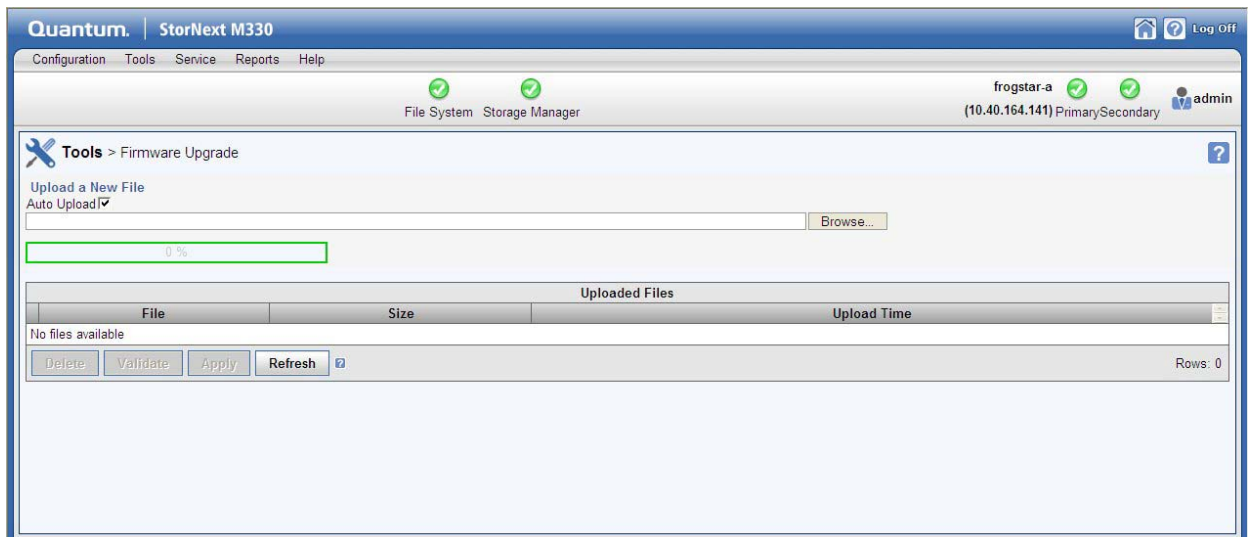 Quantum. StorNext M330 Log Off
Configuration Tools Service Reports Help
frogstar-a
File System Storage Manager (10.40.164.141) Primary Secondary admin
Tools > Firmware Upgrade ?
Upload a New File
Auto Upload
Browse...
0 %
Uploaded Files
File Size Upload Time
No files available
Delete Validate Apply Refresh ? Rows: 0